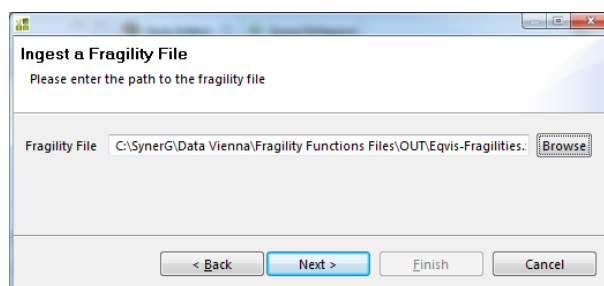 Ingest a Fragility File
Please enter the path to the fragility file
Fragility File C:\SynerG\Data Vienna\Fragility Functions Files\OUT\Eqvis-Fragilities. Browse
< Back Next > Finish Cancel